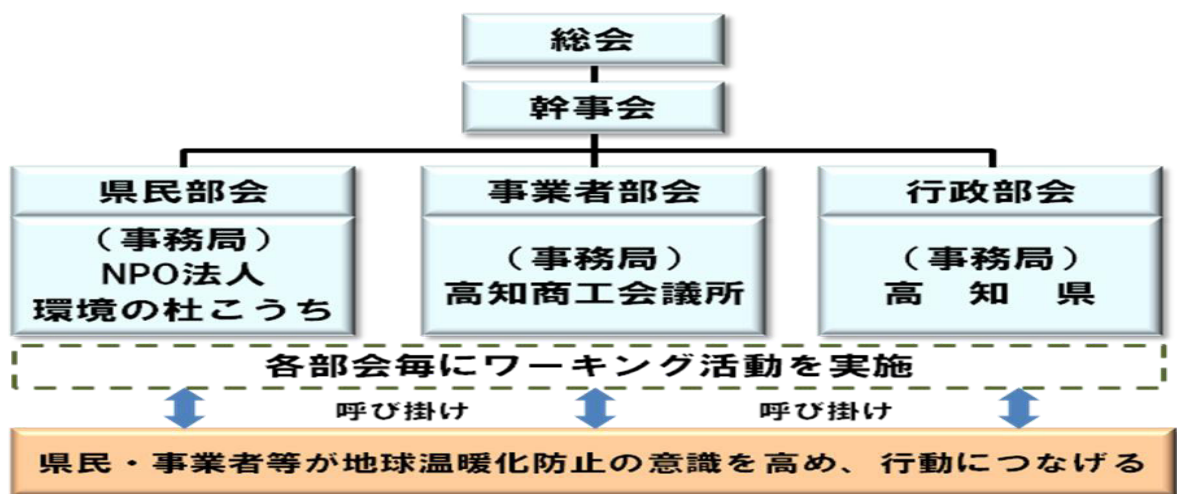 総会
幹事会
県民部会
(事務局)
NPO法人
環境の杜こうち
事業者部会
(事務局)
高知商工会議所
行政部会
(事務局)
高 知 県
各部会毎にワーキング活動を実施
呼び掛け 呼び掛け
県民・事業者等が地球温暖化防止の意識を高め、行動につなげる